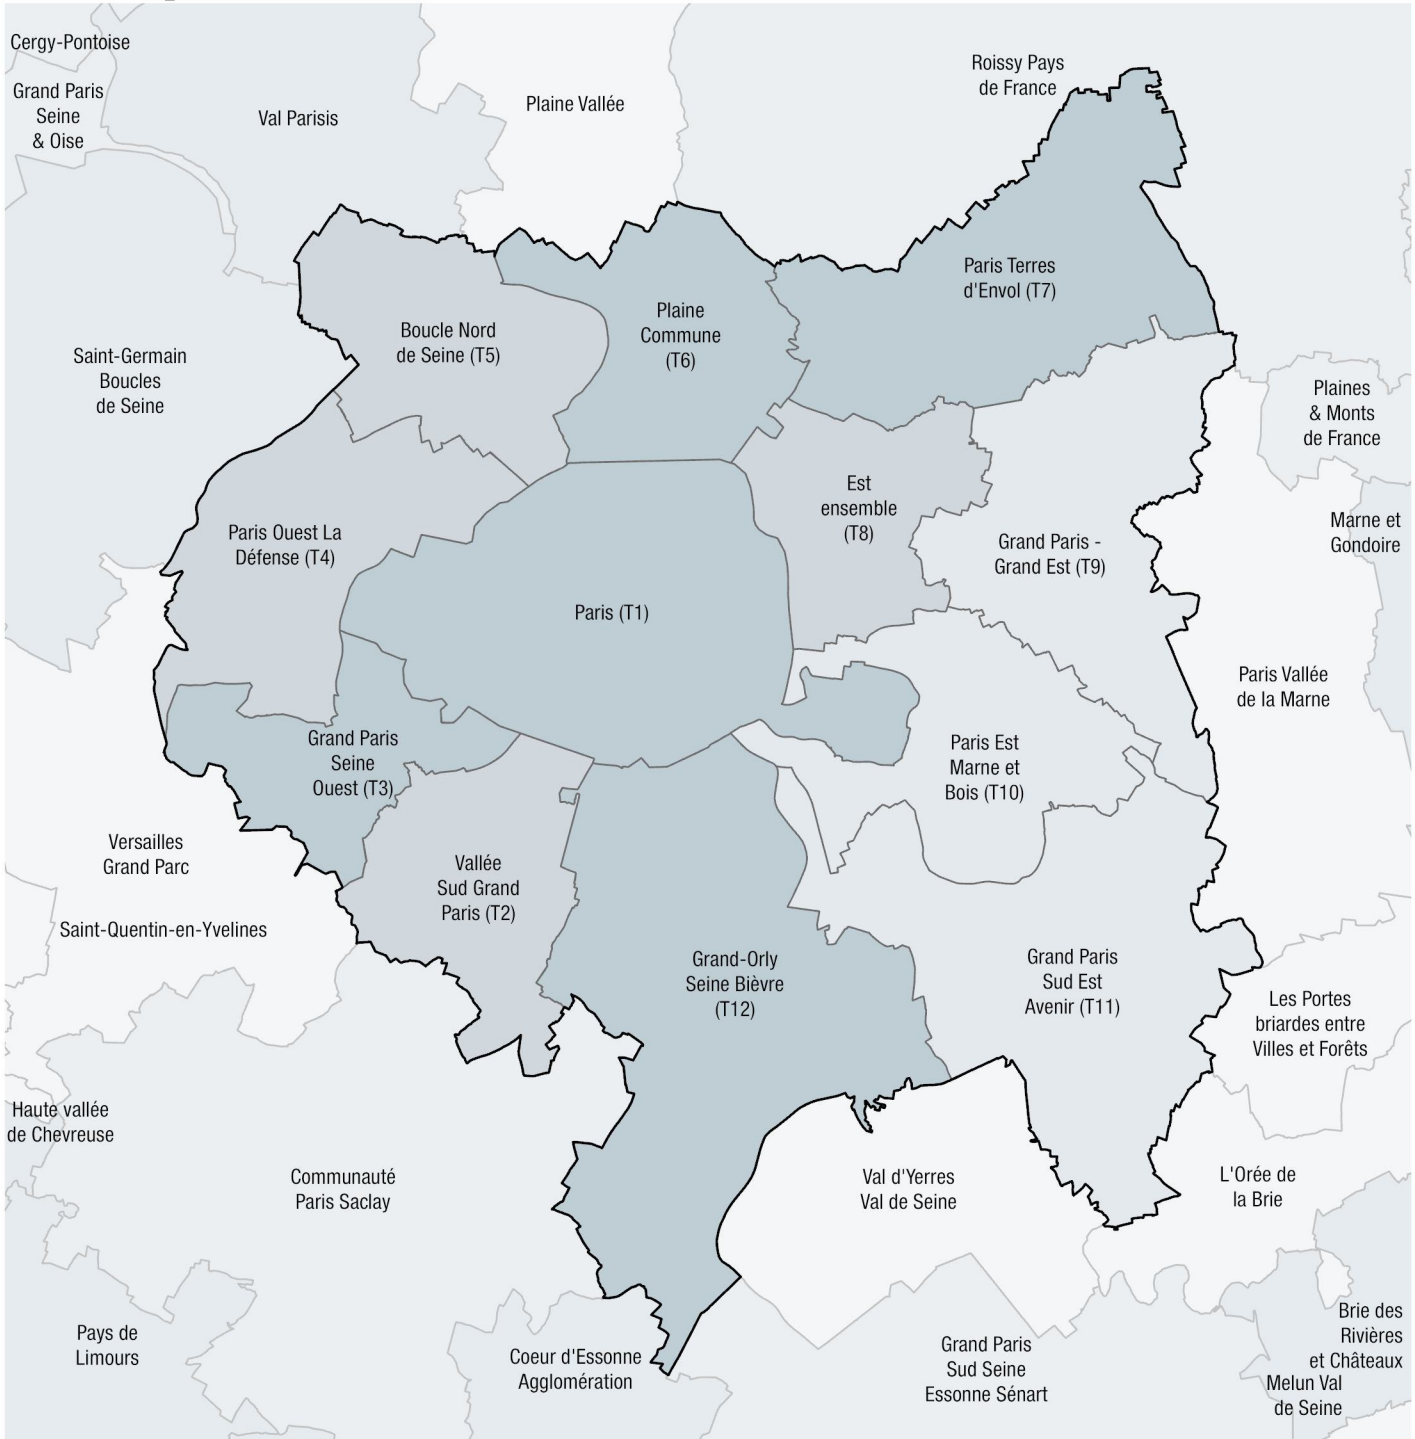 Cergy-Pontoise
Grand Paris
Seine
& Oise
Val Parisis
Plaine Vallée
Roissy Pays
de France
Paris Terres
d'Envol (T7)
Plaine
Commune
(T6)
Boucle Nord
de Seine (T5)
Saint-Germain
Boucles
de Seine
Plaines
& Monts
de France
Est
ensemble
(T8)
Marne et
Gondoire
Paris Ouest La
Défense (T4)
Grand Paris -
Grand Est (T9)
Paris (T1)
Paris Vallée
de la Marne
Grand Paris
Seine
Ouest (T3)
Paris Est
Marne et
Bois (T10)
Versailles
Grand Parc
Vallée
Sud Grand
Paris (T2)
Saint-Quentin-en-Yvelines
Grand-Orly
Seine Bièvre
(T12)
Grand Paris
Sud Est
Avenir (T11)
Les Portes
briardes entre
Villes et Forêts
Haute vallée
de Chevreuse
Communauté
Paris Saclay
Val d'Yerres
Val de Seine
L'Orée de
la Brie
Pays de
Limours
Coeur d'Essonne
Agglomération
Grand Paris
Sud Seine
Essonne Sénart
Brie des
Rivières
et Châteaux
Melun Val
de Seine